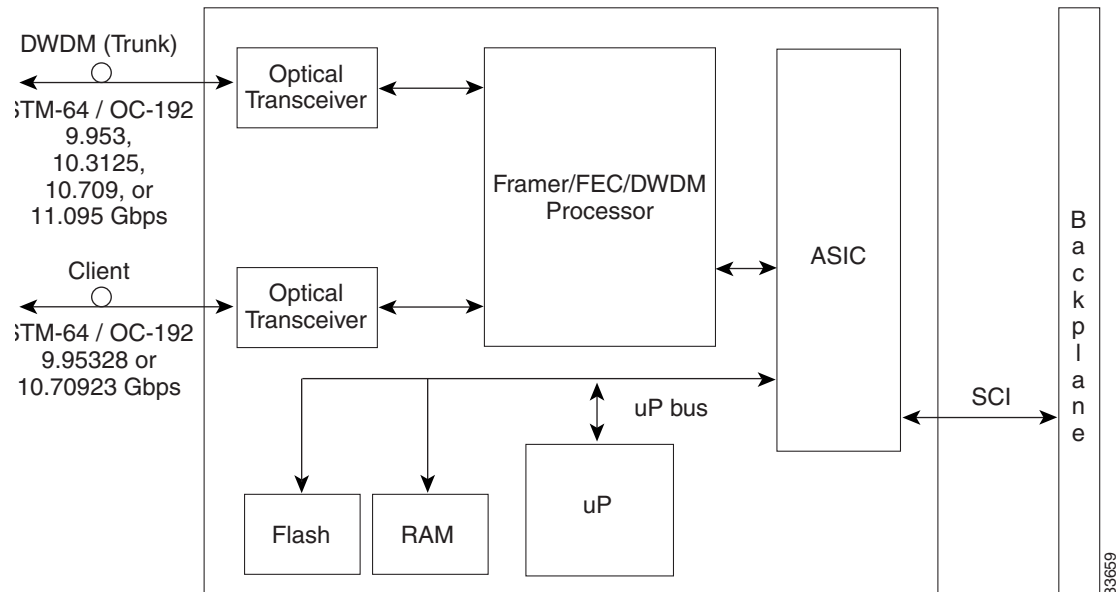 DWDM (Trunk)
STM-64 / OC-192
9.953,
10.3125,
10.709, or
11.095 Gbps
Optical
Transceiver
Framer/FEC/DWDM
Processor
ASIC
Client
STM-64 / OC-192
9.95328 or
10.70923 Gbps
Optical
Transceiver
uP bus
SCI
Backplane
Flash
RAM
uP
83659